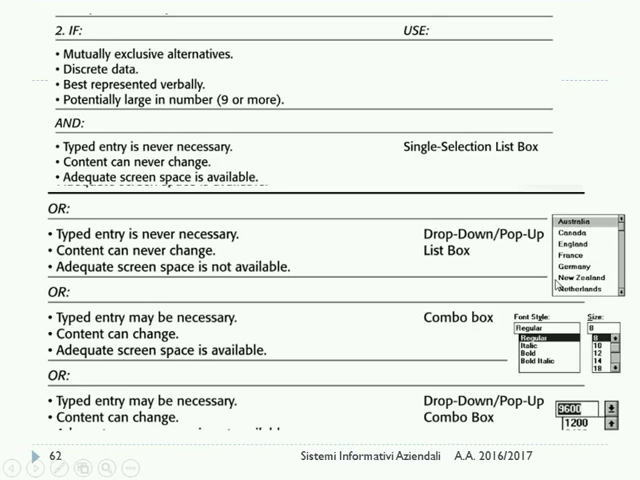 2. IF: USE:
• Mutually exclusive alternatives.
• Discrete data.
• Best represented verbally.
• Potentially large in number (9 or more).
AND:
• Typed entry is never necessary. Single-Selection List Box
• Content can never change.
• Adequate screen space is available.
OR:
• Typed entry is never necessary. Drop-Down/Pop-Up
• Content can never change. List Box
• Adequate screen space is not available.
Australia
Canada
England
France
Germany
New Zealand
Netherlands
OR:
• Typed entry may be necessary. Combo box
• Content can change.
• Adequate screen space is available.
Font Style: Size:
Regular 8
Regular 8
Italic 10
Bold 12
Bold Italic 14
18
OR:
• Typed entry may be necessary. Drop-Down/Pop-Up
• Content can change. Combo Box
9600
1200
62 Sistemi Informativi Aziendali A.A. 2016/2017